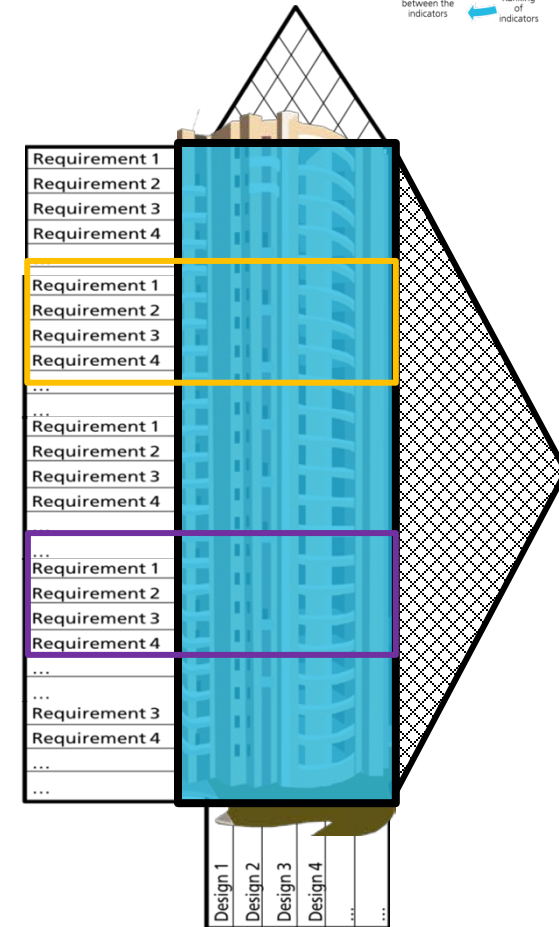 between the
indicators
of
indicators
Requirement 1
Requirement 2
Requirement 3
Requirement 4
...
Requirement 1
Requirement 2
Requirement 3
Requirement 4
...
...
Requirement 1
Requirement 2
Requirement 3
Requirement 4
...
...
Requirement 1
Requirement 2
Requirement 3
Requirement 4
...
...
Requirement 3
Requirement 4
...
...
Design 1
Design 2
Design 3
Design 4
...
...